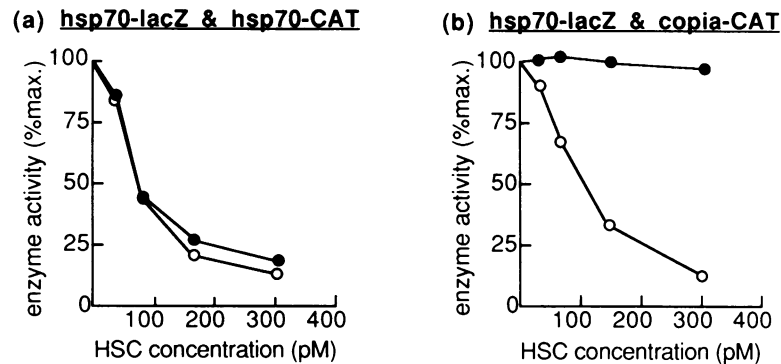 (a) hsp70-lacZ & hsp70-CAT
enzyme activity (%max.)
100
75
50
25
0
100 200 300 400
HSC concentration (pM)
(b) hsp70-lacZ & copia-CAT
enzyme activity (%max.)
100
75
50
25
0
100 200 300 400
HSC concentration (pM)